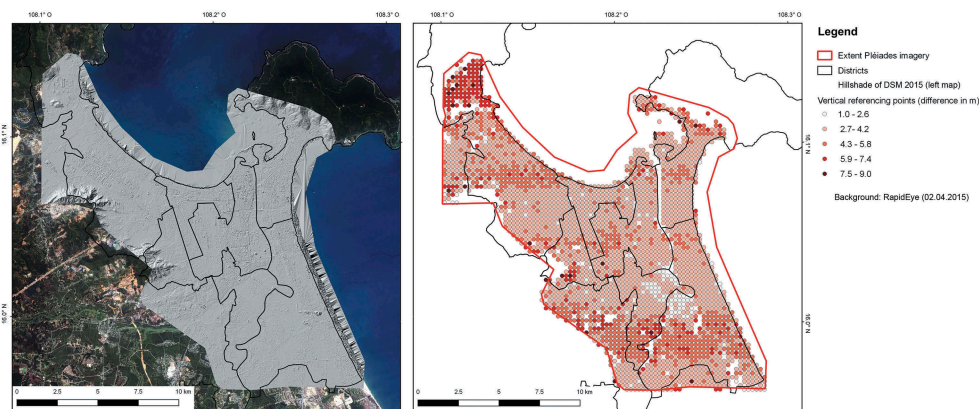 108.1° O
108.2° O
108.3° O
108.1° O
108.2° O
108.3° O
16.1° N
16.0° N
16.1° N
16.0° N
0
2.5
5
7.5
10 km
0
2.5
5
7.5
10 km
Legend
Extent Pléiades imagery
Districts
Hillshade of DSM 2015 (left map)
Vertical referencing points (difference in m)
1.0 - 2.6
2.7- 4.2
4.3 - 5.8
5.9 - 7.4
7.5 - 9.0
Background: RapidEye (02.04.2015)